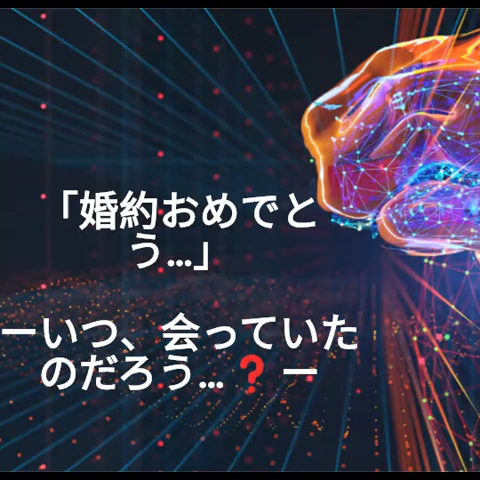 「婚約おめでと
う…」
ーいつ、会っていた
のだろう…❓ー